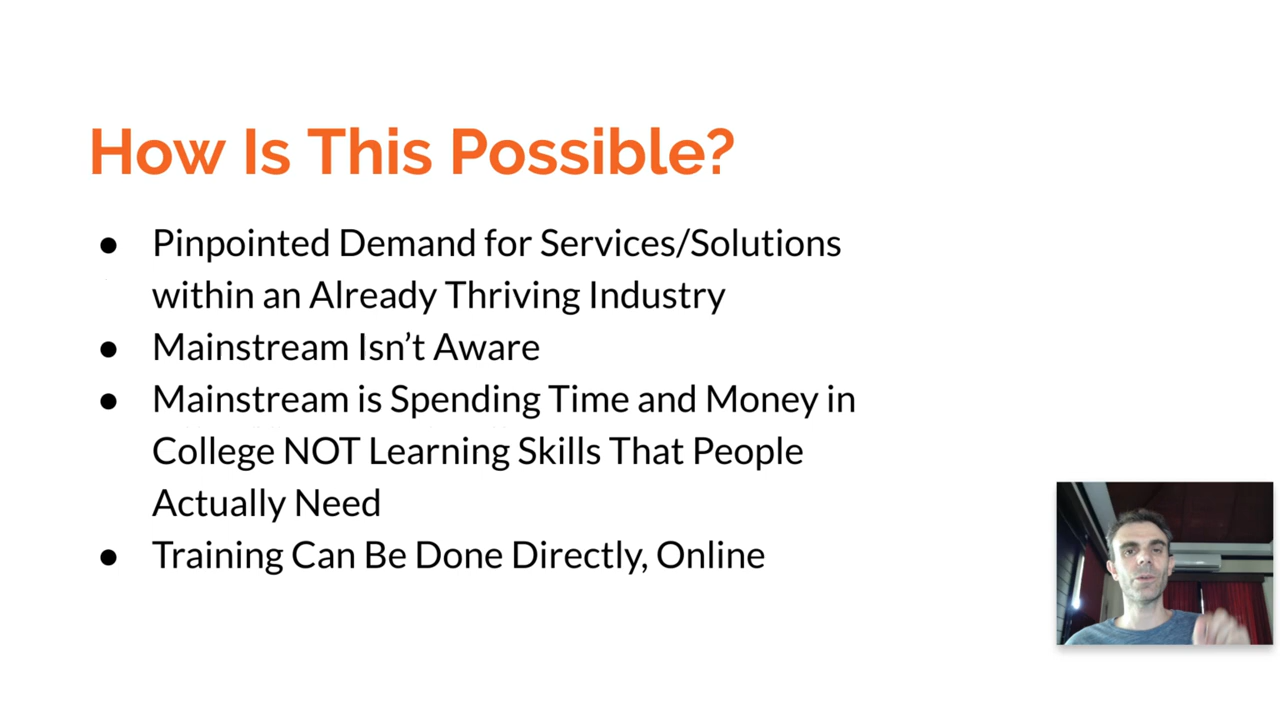 How Is This Possible?
● Pinpointed Demand for Services/Solutions
within an Already Thriving Industry
● Mainstream Isn’t Aware
● Mainstream is Spending Time and Money in
College NOT Learning Skills That People
Actually Need
● Training Can Be Done Directly, Online